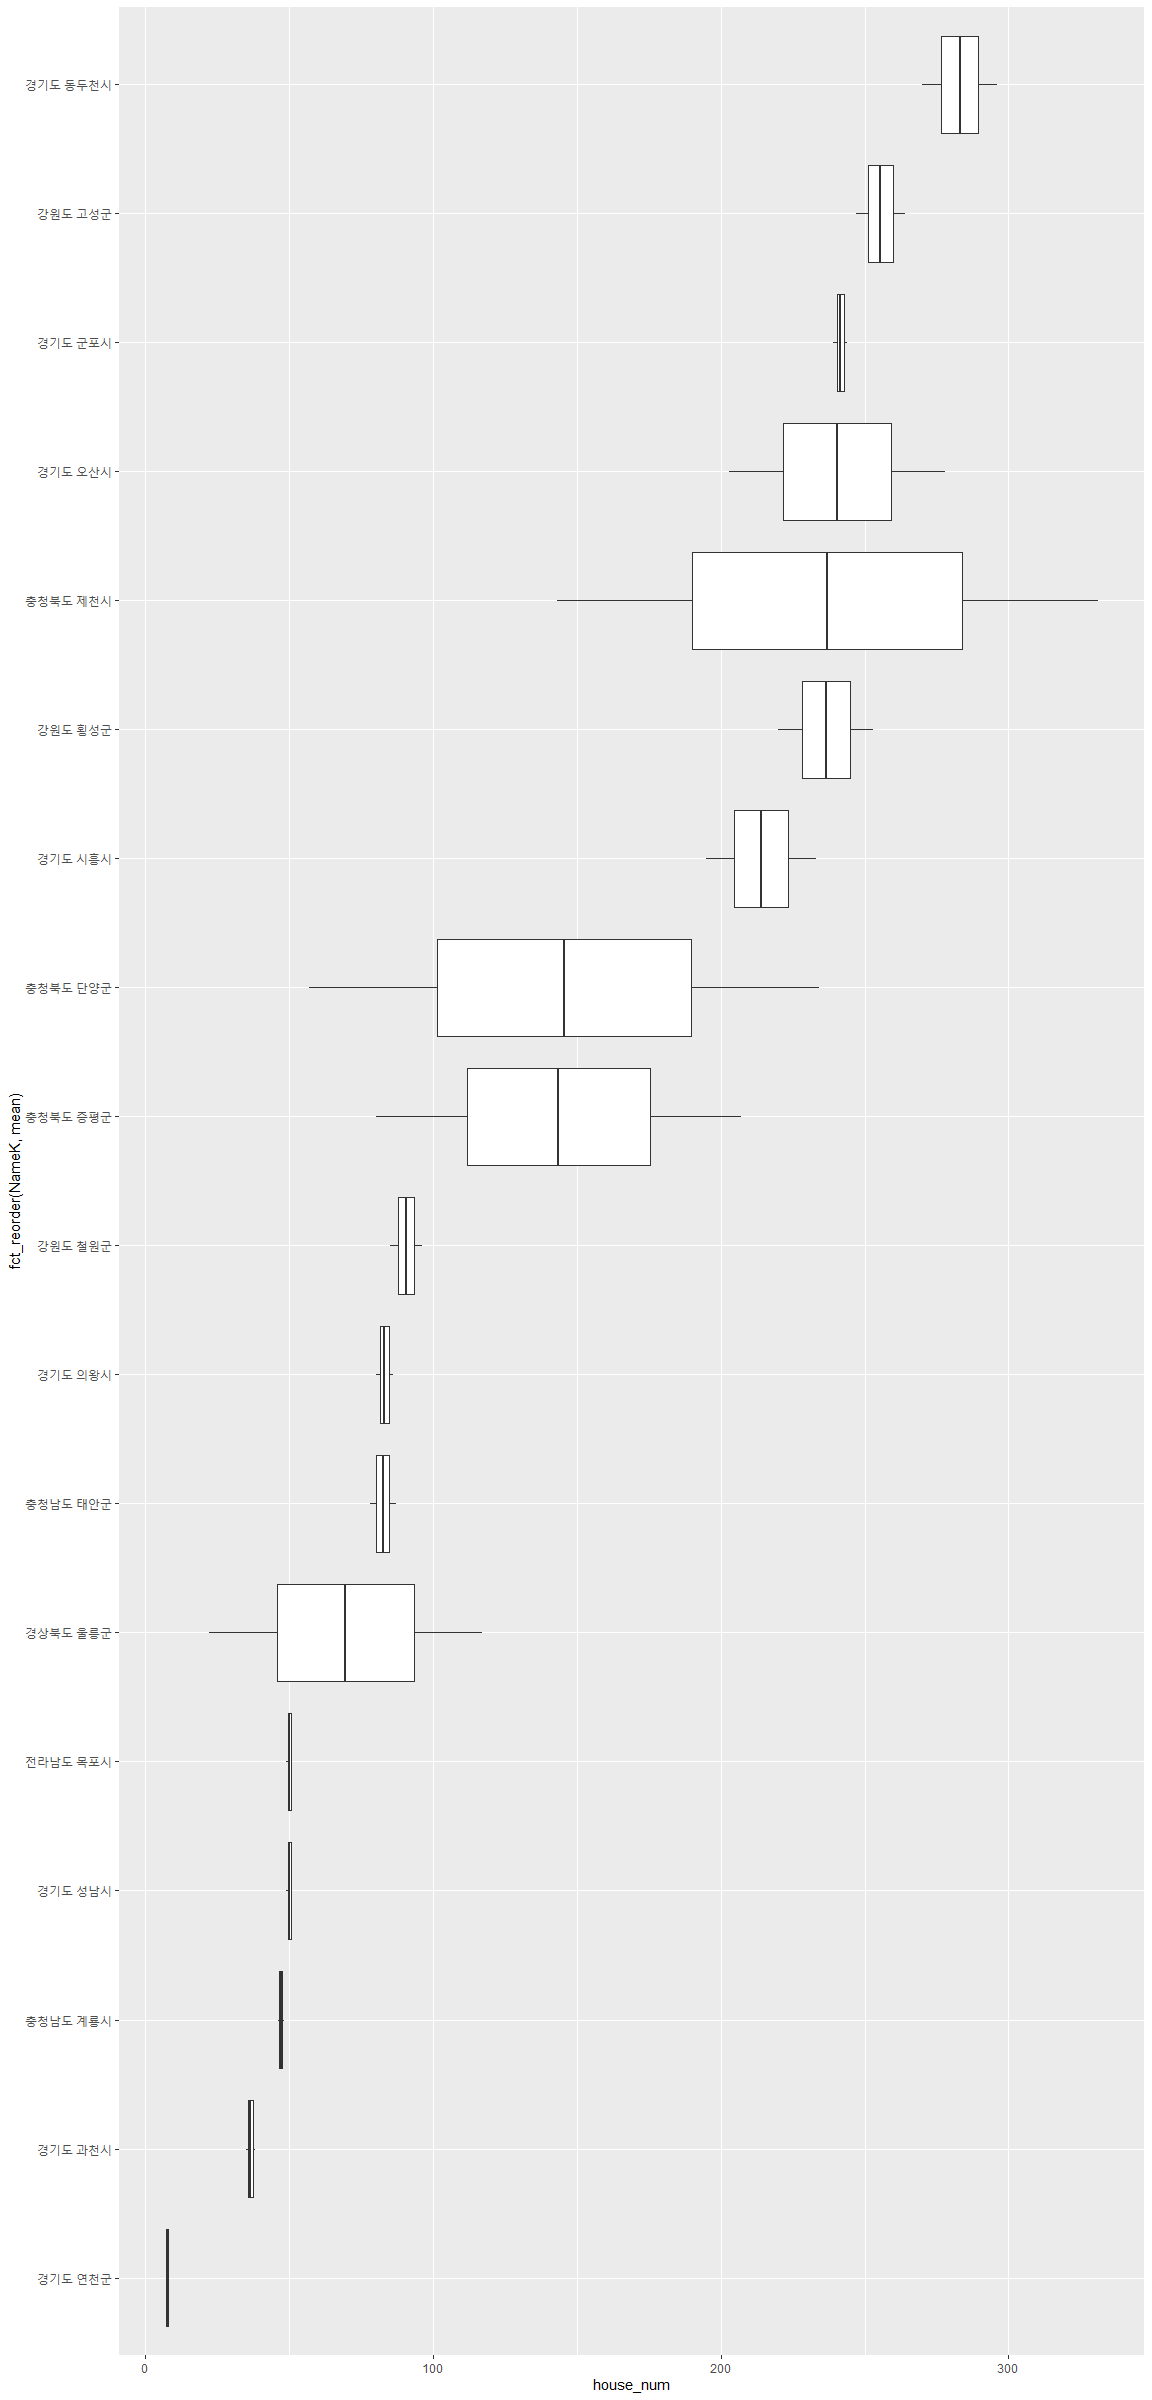 경기도 동두천시
강원도 고성군
경기도 군포시
경기도 오산시
충청북도 제천시
강원도 횡성군
경기도 시흥시
충청북도 단양군
충청북도 증평군
강원도 철원군
경기도 의왕시
충청남도 태안군
경상북도 울릉군
전라남도 목포시
경기도 성남시
충청남도 계룡시
경기도 과천시
경기도 연천군
fct_reorder(NameK, mean)
0 100 200 300
house_num